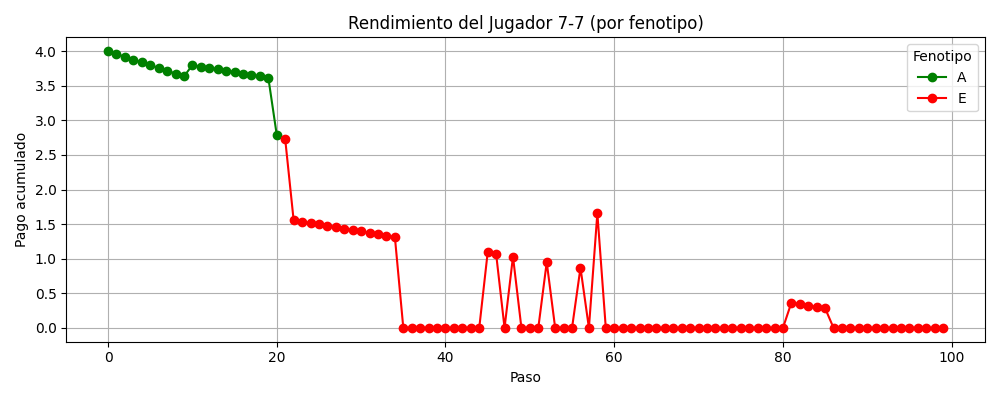 Rendimiento del Jugador 7-7 (por fenotipo)
Pago acumulado
4.0
3.5
3.0
2.5
2.0
1.5
1.0
0.5
0.0
Fenotipo
A
E
0 20 40 60 80 100
Paso